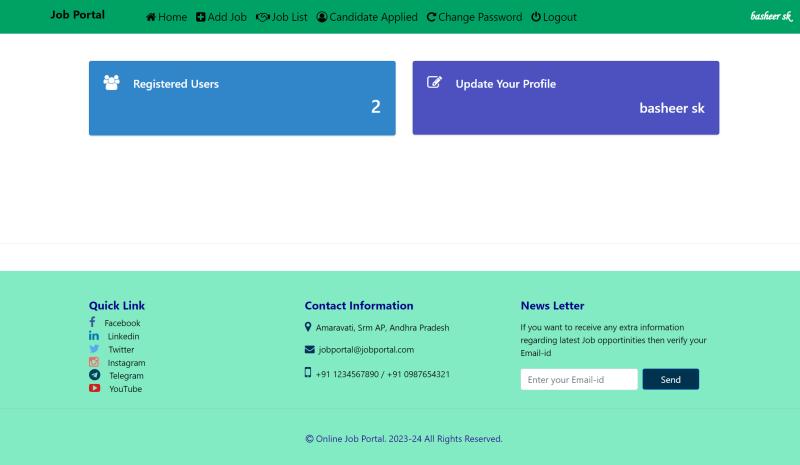 Job Portal Home Add Job Job List Candidate Applied Change Password Logout basheer sk
Registered Users
2
Update Your Profile
basheer sk
Quick Link
Facebook
Linkedin
Twitter
Instagram
Telegram
YouTube
Contact Information
Amaravati, Srm AP, Andhra Pradesh
jobportal@jobportal.com
+91 1234567890 / +91 0987654321
News Letter
If you want to receive any extra information
regarding latest Job opportinities then verify your
Email-id
Enter your Email-id Send
© Online Job Portal. 2023-24 All Rights Reserved.